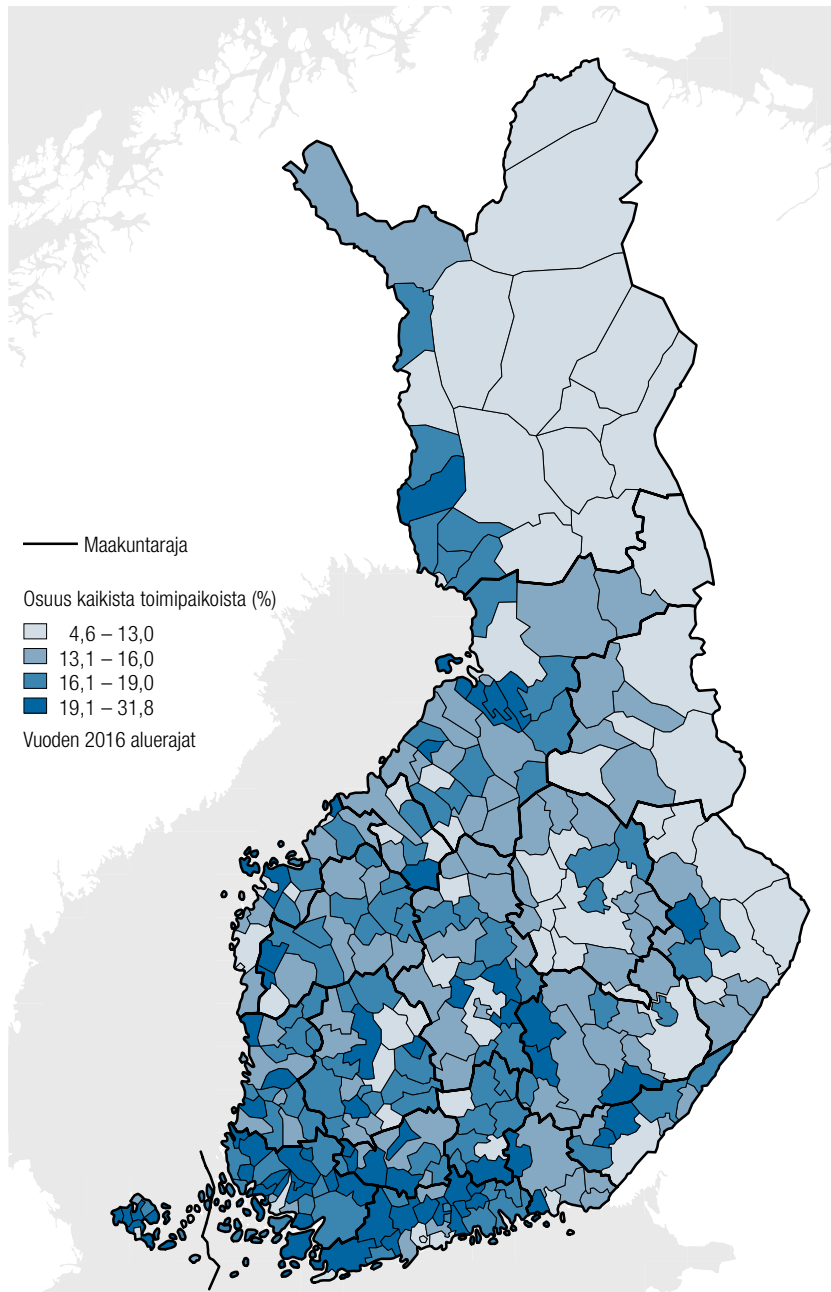 Maakuntaraja
Osuus kaikista toimipaikoista (%)
4,6 – 13,0
13,1 – 16,0
16,1 – 19,0
19,1 – 31,8
Vuoden 2016 aluerajat